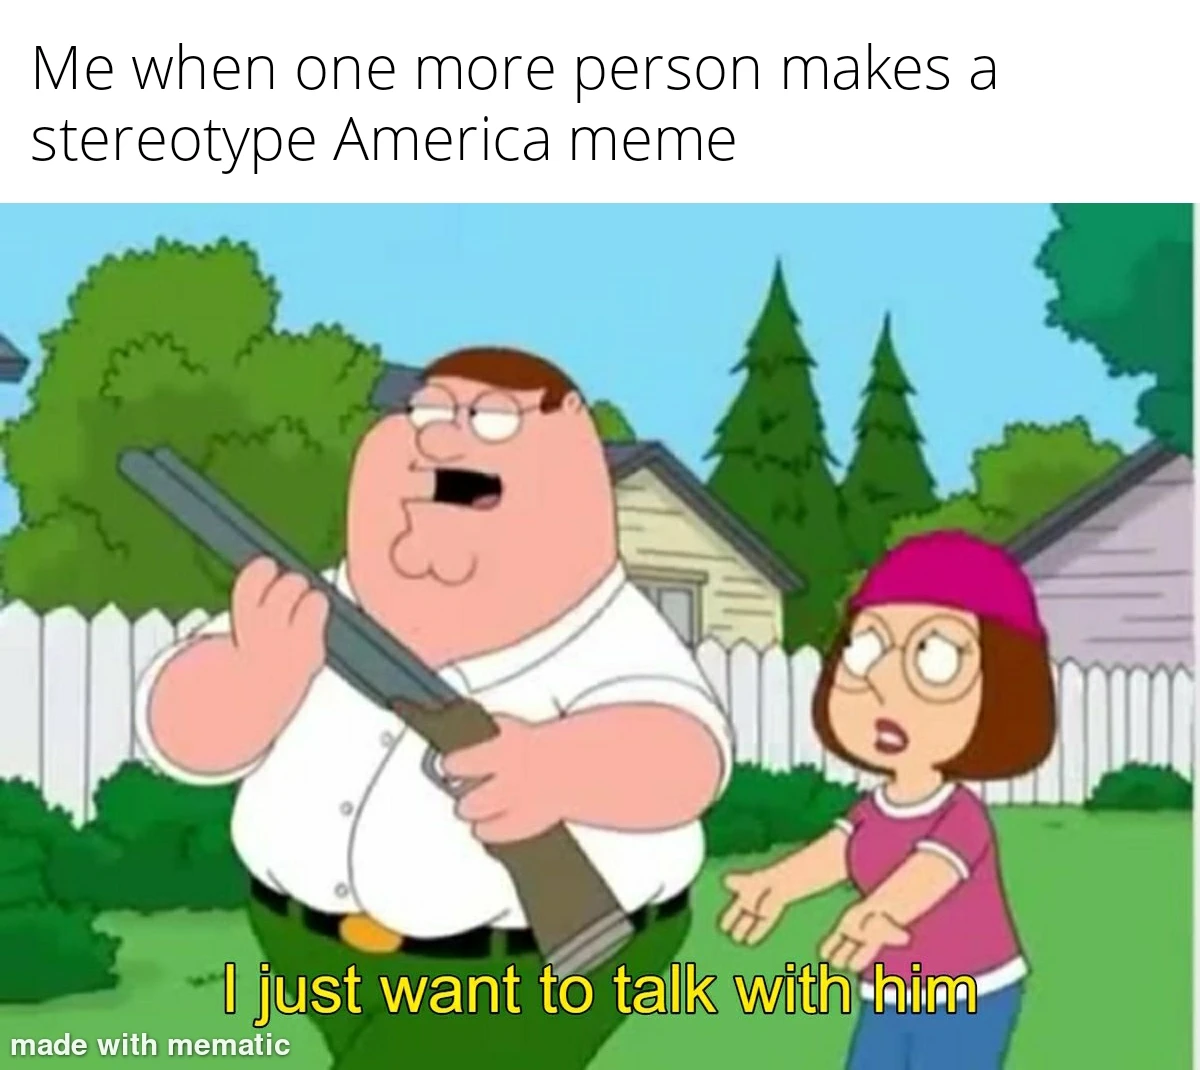 Me when one more person makes a
stereotype America meme
I just want to talk with him
made with mematic